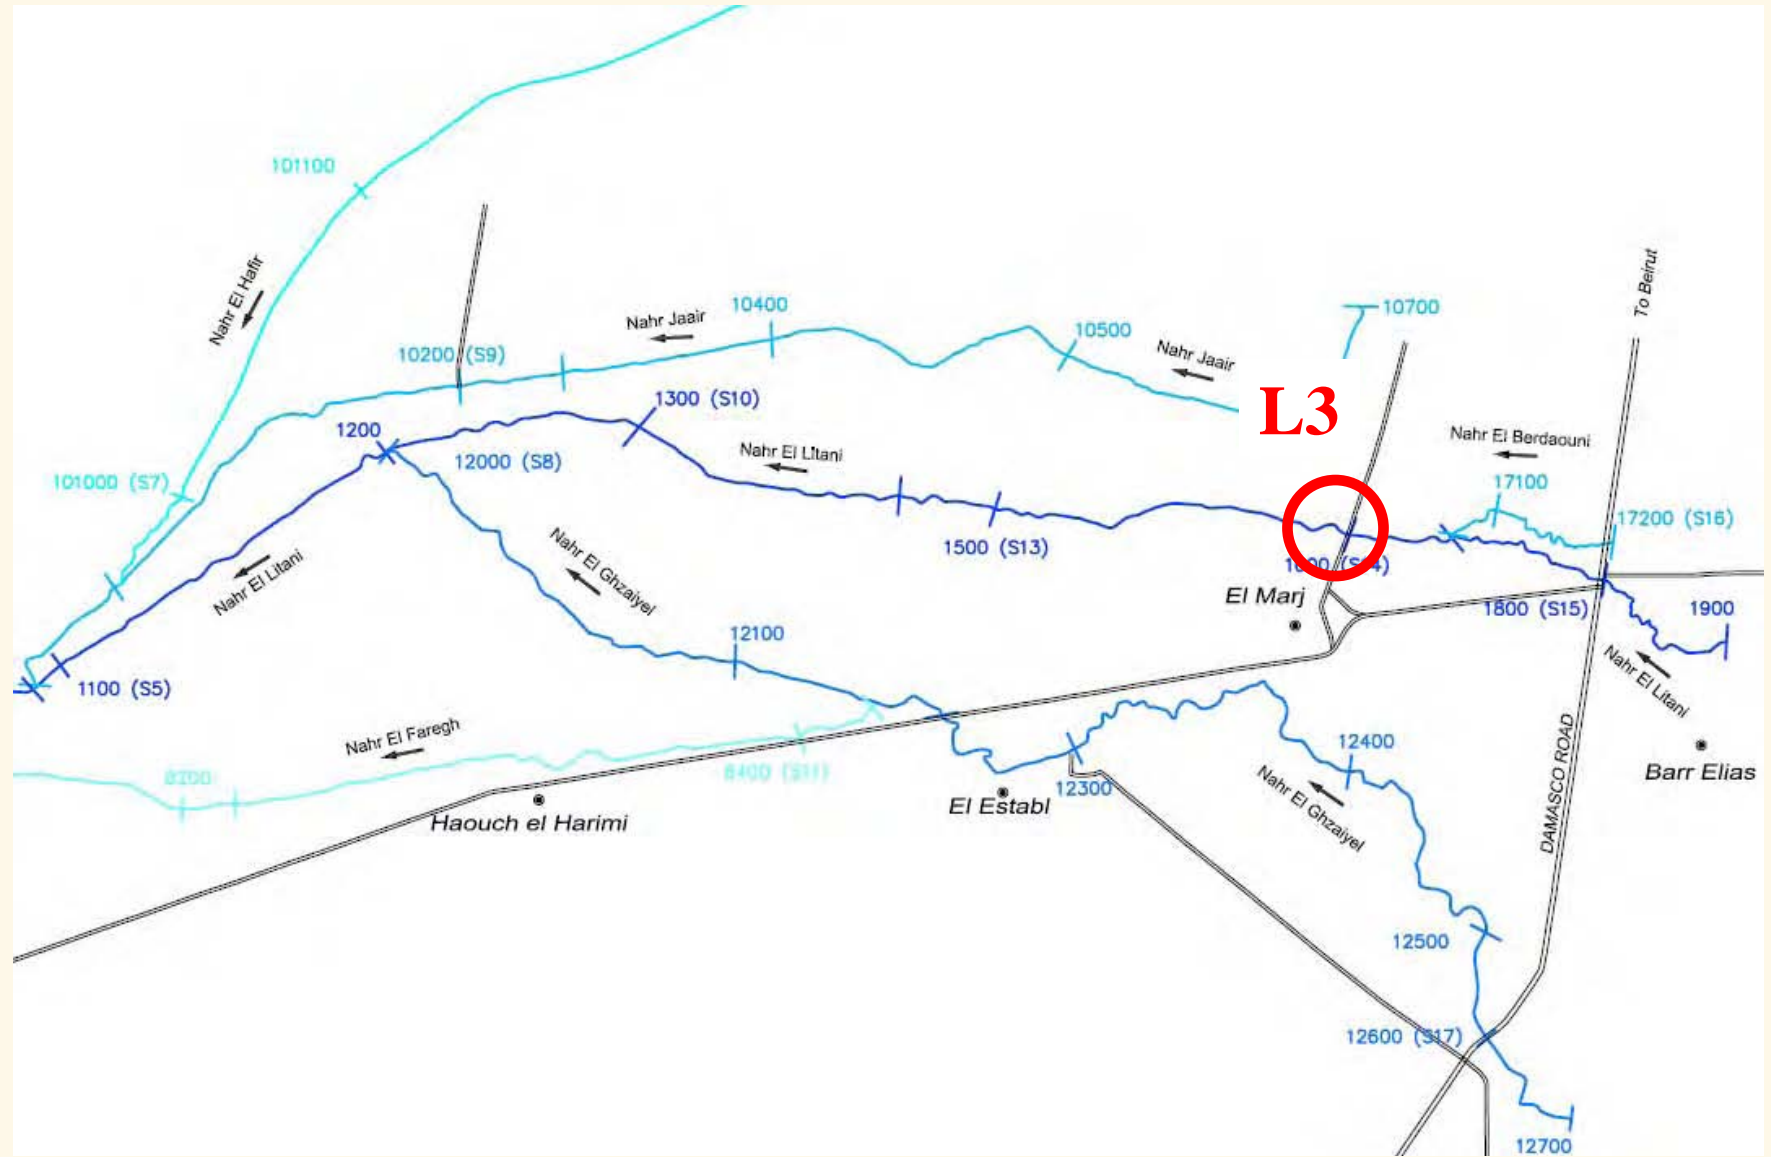 101100
Nahr El Hafir
To Beirut
10400
Nahr Jaair
10500
10700
Nahr Jaair
10200 (S9)
L3
1300 (S10)
1200
12000 (S8)
Nahr El Litani
Nahr El Berdaouni
101000 (S7)
17100
17200 (S16)
1500 (S13)
Nahr El Ghzaiyel
Nahr El Litani
El Marj
1800 (S15)
1900
12100
1100 (S5)
Nahr El Litani
Nahr El Faregh
8400 (S11)
12400
12300
Nahr El Ghzaiyel
DAMASCO ROAD
Barr Elias
El Establ
Haouch el Harimi
12500
12600 (S17)
12700